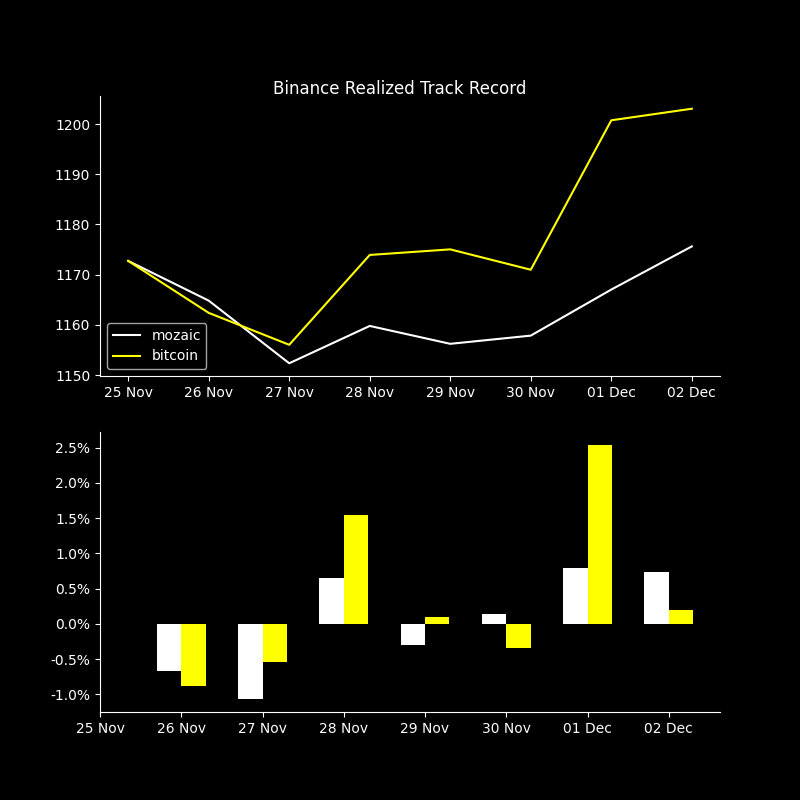 Binance Realized Track Record
1200
1190
1180
1170
1160
1150
mozaic
bitcoin
25 Nov 26 Nov 27 Nov 28 Nov 29 Nov 30 Nov 01 Dec 02 Dec
2.5%
2.0%
1.5%
1.0%
0.5%
0.0%
-0.5%
-1.0%
25 Nov 26 Nov 27 Nov 28 Nov 29 Nov 30 Nov 01 Dec 02 Dec